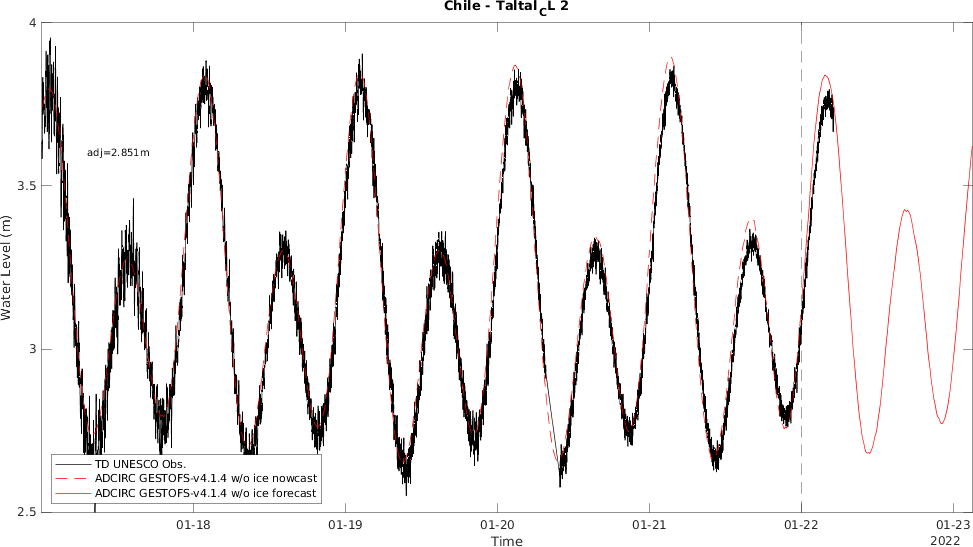 Chile - Taltal_CL 2
4
3.5
3
2.5
Water Level (m)
adj=2.851m
TD UNESCO Obs.
ADCIRC GESTOFS-v4.1.4 w/o ice nowcast
ADCIRC GESTOFS-v4.1.4 w/o ice forecast
01-18 01-19 01-20 01-21 01-22 01-23
Time
2022